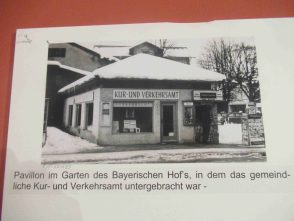 KUR-UND VERKEHRSAMT
Pavillon im Garten des Bayerischen Hof's, in dem das gemeind-
liche Kur- und Verkehrsamt untergebracht war -